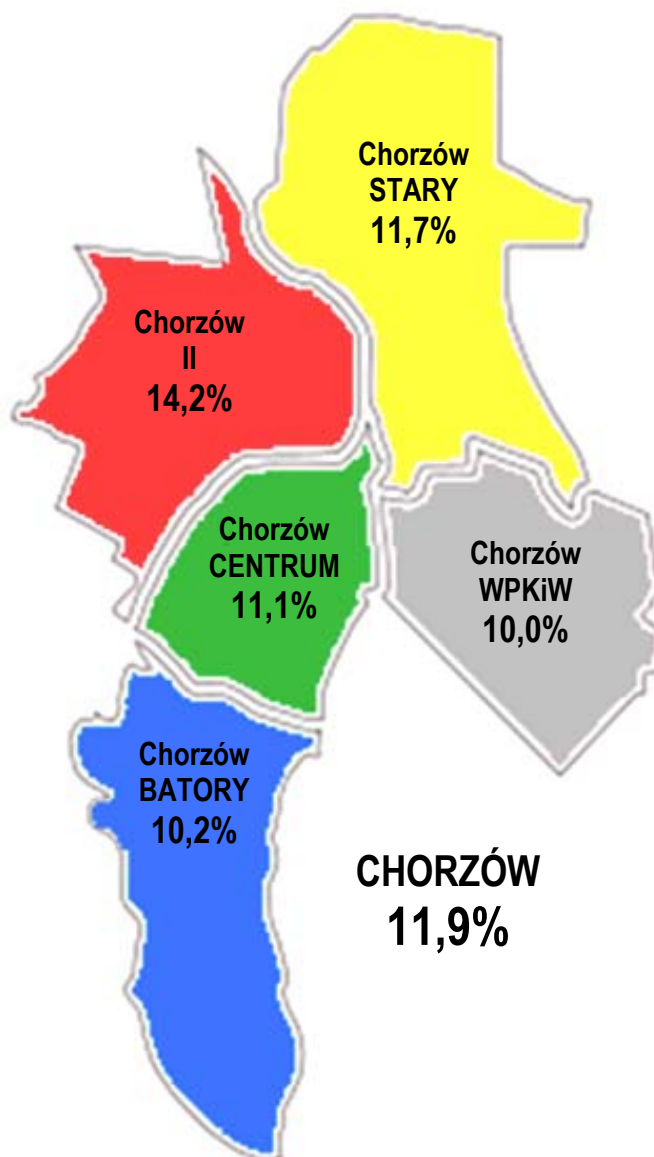 Chorzów
STARY
11,7%
Chorzów
II
14,2%
Chorzów
CENTRUM
11,1%
Chorzów
WPKiW
10,0%
Chorzów
BATORY
10,2%
CHORZÓW
11,9%